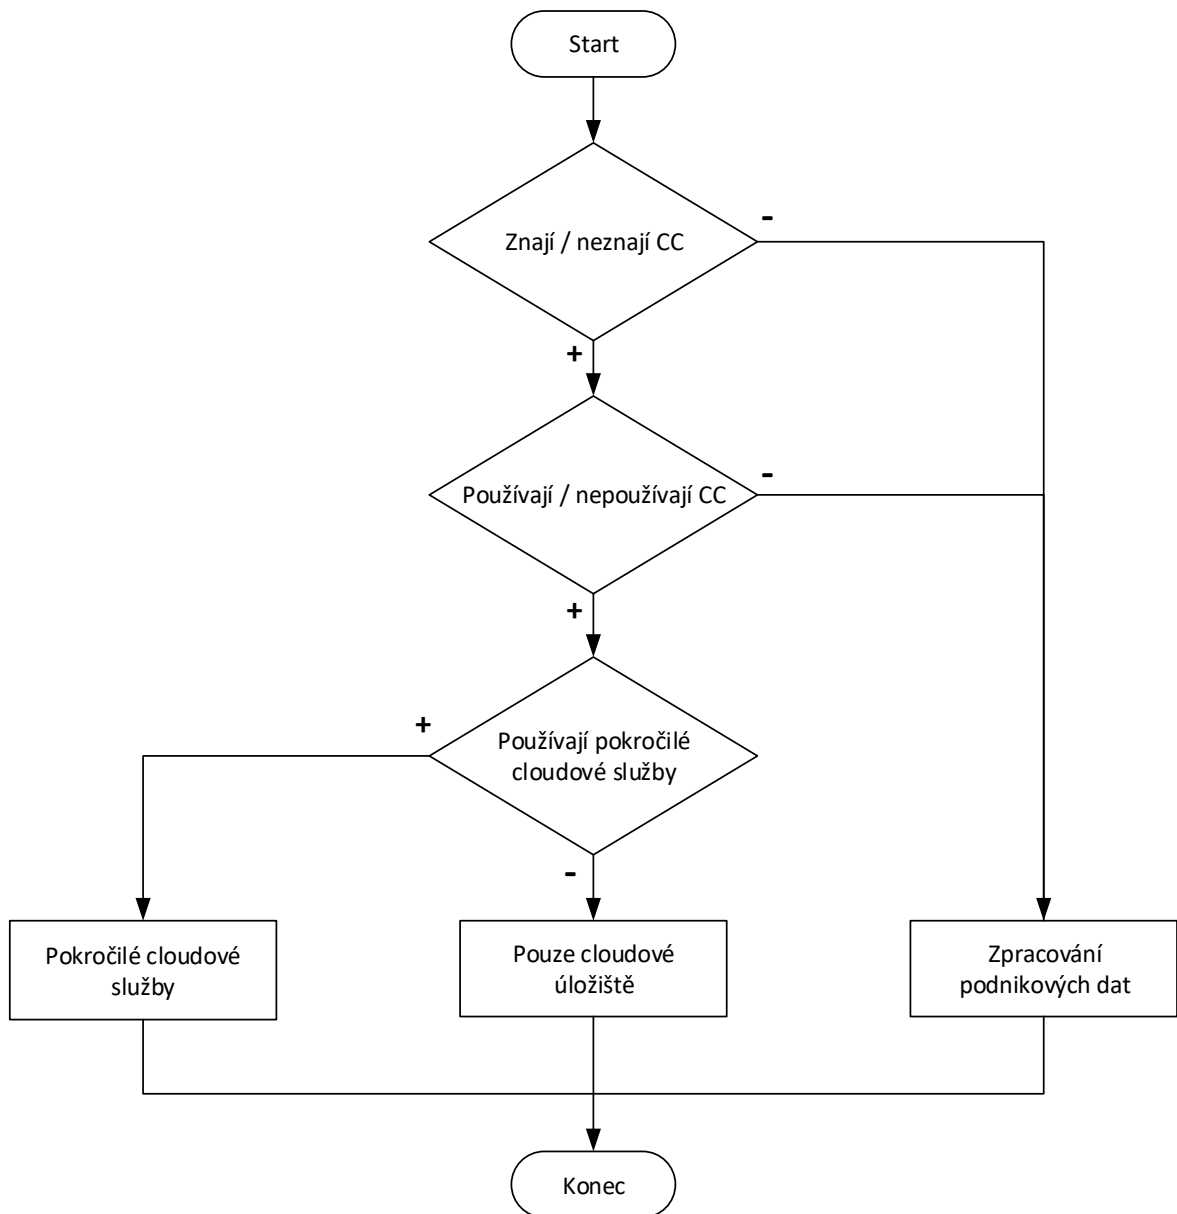 Start
-
Znají / neznají CC
+
-
Používají / nepoužívají CC
+
+
Používají pokročilé
cloudové služby
-
Pokročilé cloudové
služby
Pouze cloudové
úložiště
Zpracování
podnikových dat
Konec